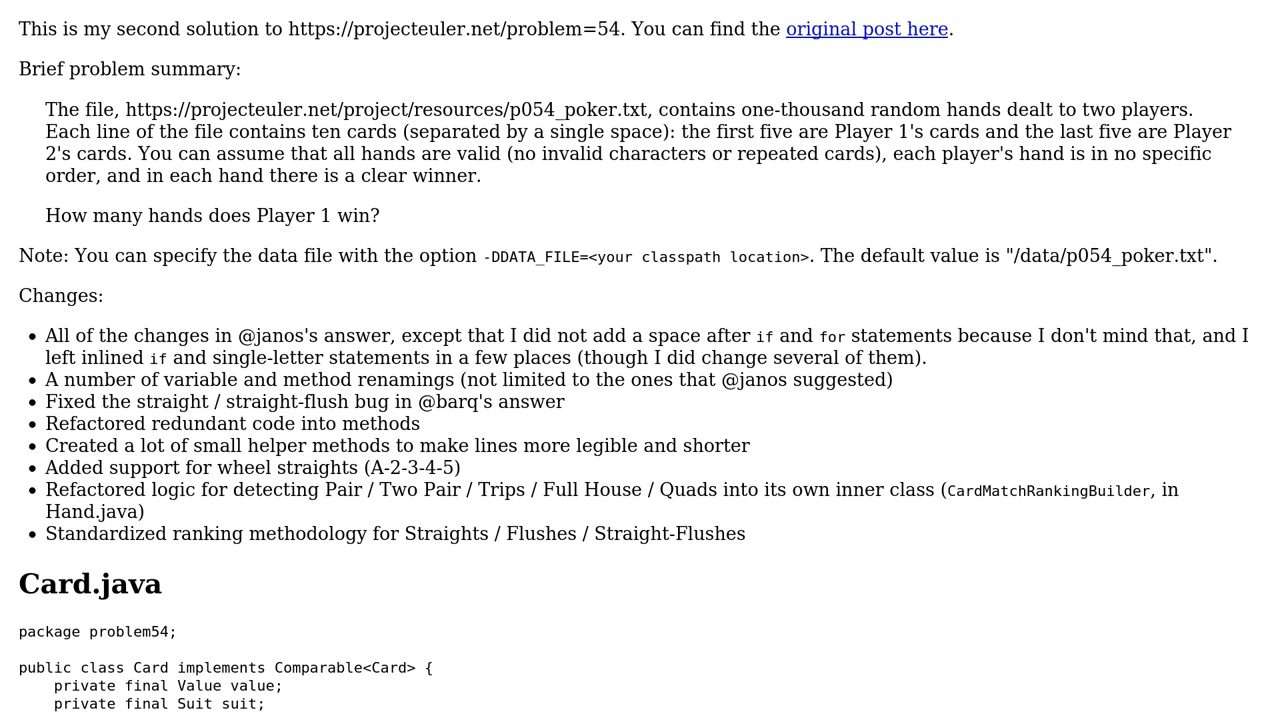 This is my second solution to https://projecteuler.net/problem=54. You can find the original post here.
Brief problem summary:
The file, https://projecteuler.net/project/resources/p054_poker.txt, contains one-thousand random hands dealt to two players.
Each line of the file contains ten cards (separated by a single space): the first five are Player 1's cards and the last five are Player
2's cards. You can assume that all hands are valid (no invalid characters or repeated cards), each player's hand is in no specific
order, and in each hand there is a clear winner.
How many hands does Player 1 win?
Note: You can specify the data file with the option -DDATA_FILE=<your classpath location>. The default value is "/data/p054_poker.txt".
Changes:
• All of the changes in @janos's answer, except that I did not add a space after if and for statements because I don't mind that, and I
left inlined if and single-letter statements in a few places (though I did change several of them).
• A number of variable and method renamings (not limited to the ones that @janos suggested)
• Fixed the straight / straight-flush bug in @barq's answer
• Refactored redundant code into methods
• Created a lot of small helper methods to make lines more legible and shorter
• Added support for wheel straights (A-2-3-4-5)
• Refactored logic for detecting Pair / Two Pair / Trips / Full House / Quads into its own inner class (CardMatchRankingBuilder, in
Hand.java)
• Standardized ranking methodology for Straights / Flushes / Straight-Flushes
Card.java
package problem54;
public class Card implements Comparable<Card> {
    private final Value value;
    private final Suit suit;